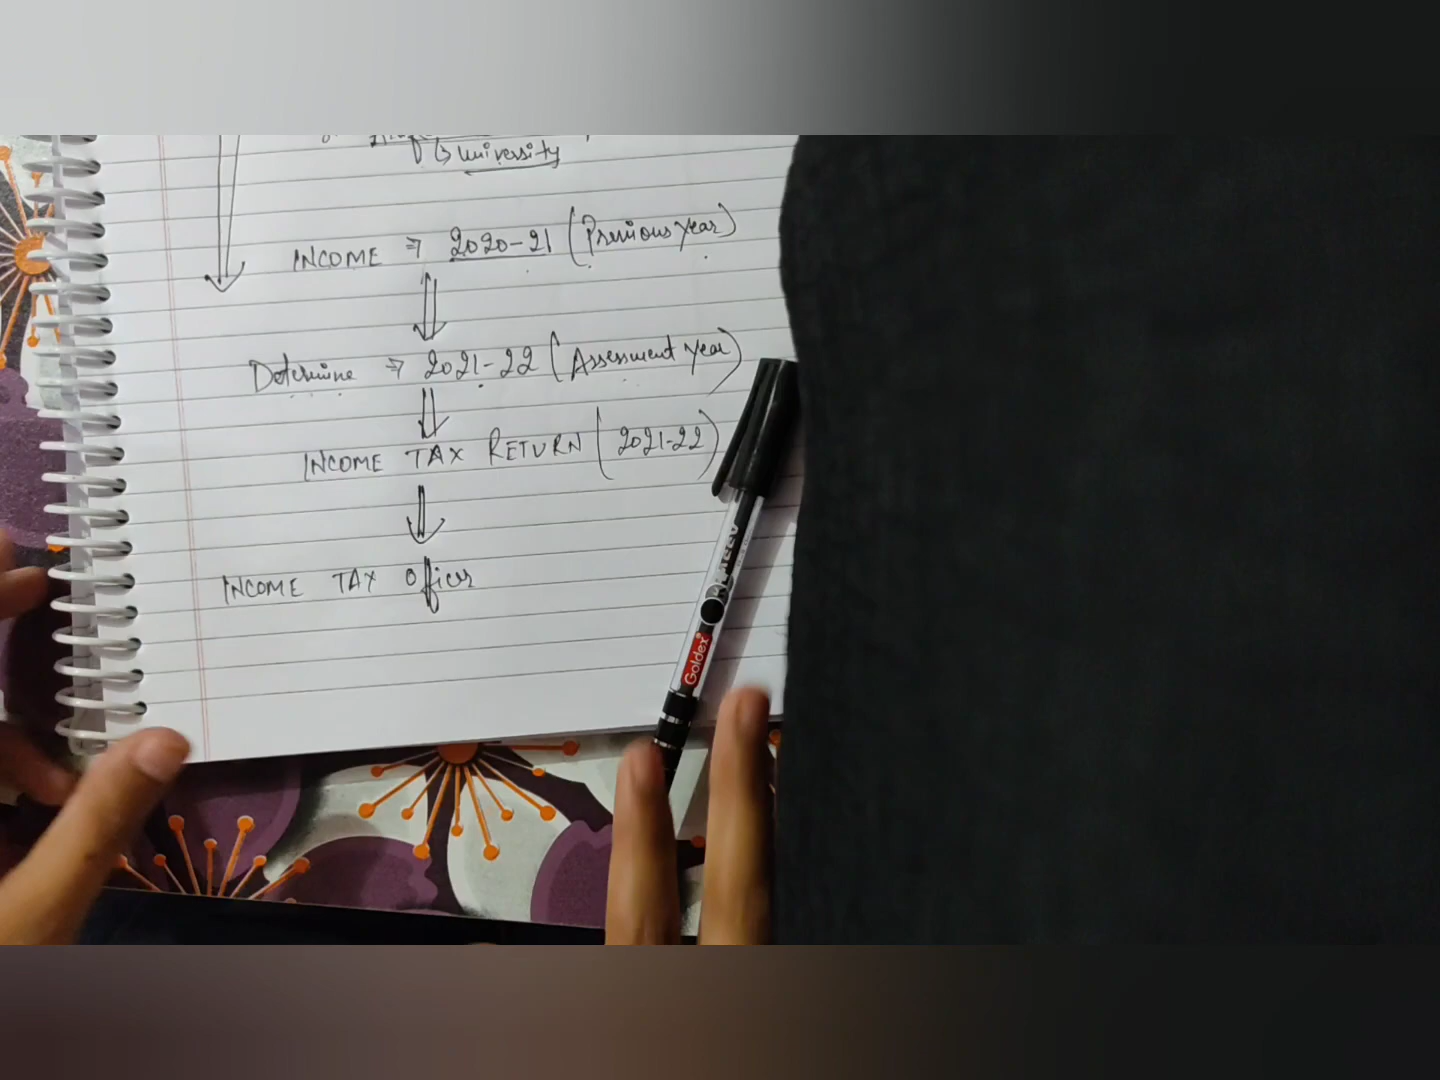 ↳ University
INCOME ⇒ 2020-21 (Previous Year)
Determine ⇒ 2021-22 (Assessment Year)
INCOME TAX RETURN (2021-22)
INCOME TAX Officer
Goldex